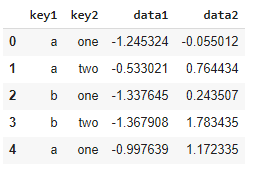 key1 key2 data1 data2
0 a one -1.245324 -0.055012
1 a two -0.533021 0.764434
2 b one -1.337645 0.243507
3 b two -1.367908 1.783435
4 a one -0.997639 1.172335